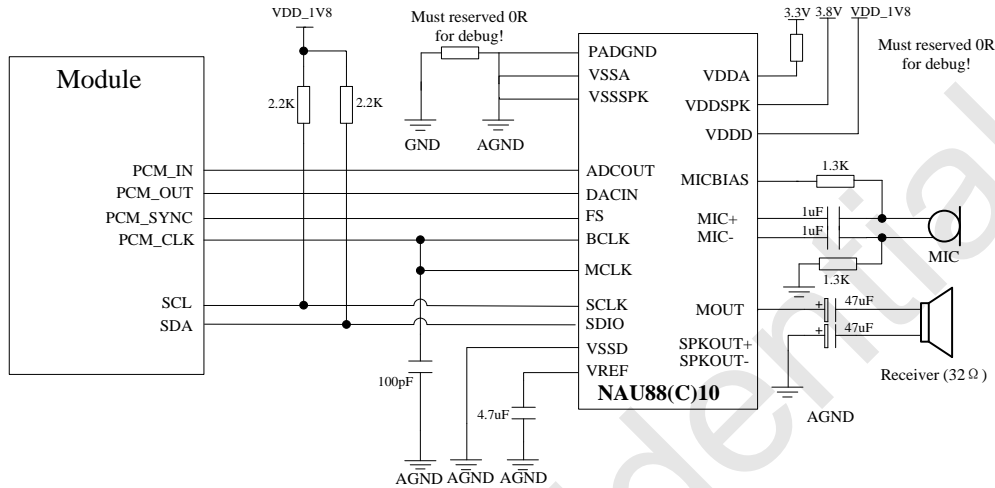 VDD_1V8
Must reserved 0R
for debug!
3.3V 3.8V VDD_1V8
Must reserved 0R
for debug!
Module
2.2K
2.2K
GND
AGND
PADGND
VSSA
VSSSPK
VDDA
VDDSPK
VDDD
PCM_IN
PCM_OUT
PCM_SYNC
PCM_CLK
SCL
SDA
ADCOUT
DACIN
FS
BCLK
MCLK
SCLK
SDIO
VSSD
VREF
MICBIAS
MIC+
MIC-
MOUT
SPKOUT+
SPKOUT-
NAU88(C)10
1.3K
1uF
1uF
MIC
1.3K
+ 47uF
+ 47uF
Receiver (32Ω)
AGND
100pF
4.7uF
AGND AGND AGND